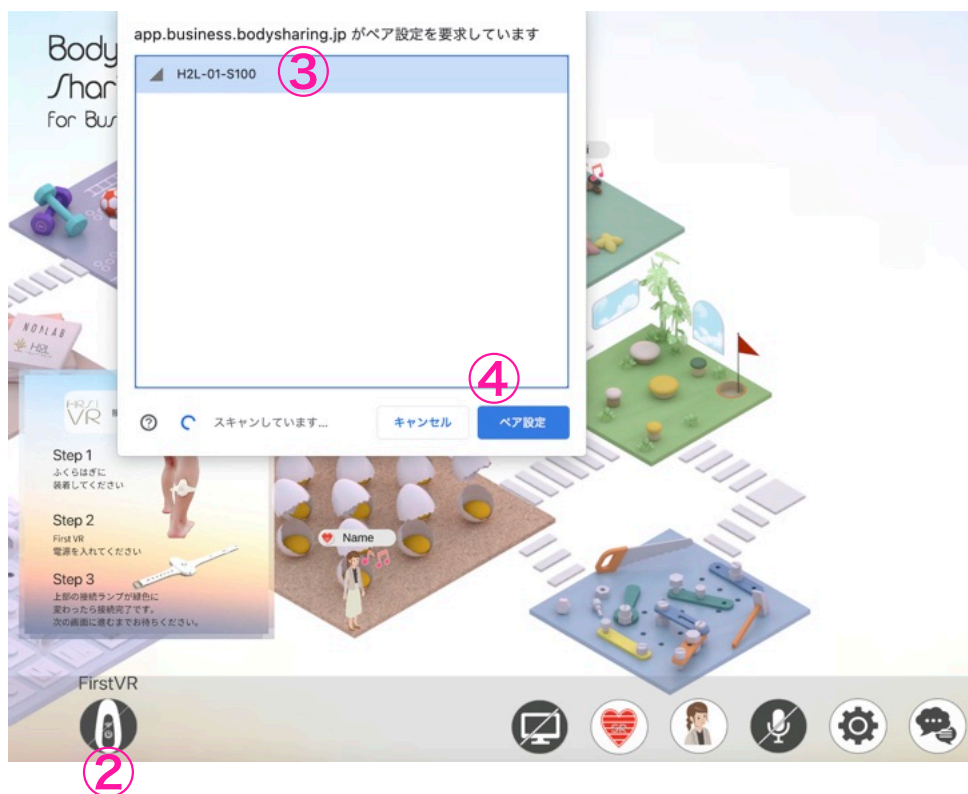 app.business.bodysharing.jp がペア設定を要求しています
H2L-01-S100
③
Body
Shar
for Bus
NOMLAB
H2L
④
スキャンしています...
キャンセル
ペア設定
VR
Step 1
ふくらはぎに
装着してください
Step 2
First VR
電源を入れてください
Step 3
上部の接続ランプが緑色に
変わったら接続完了です。
次の画面に進むまでお待ちください。
Name
FirstVR
②